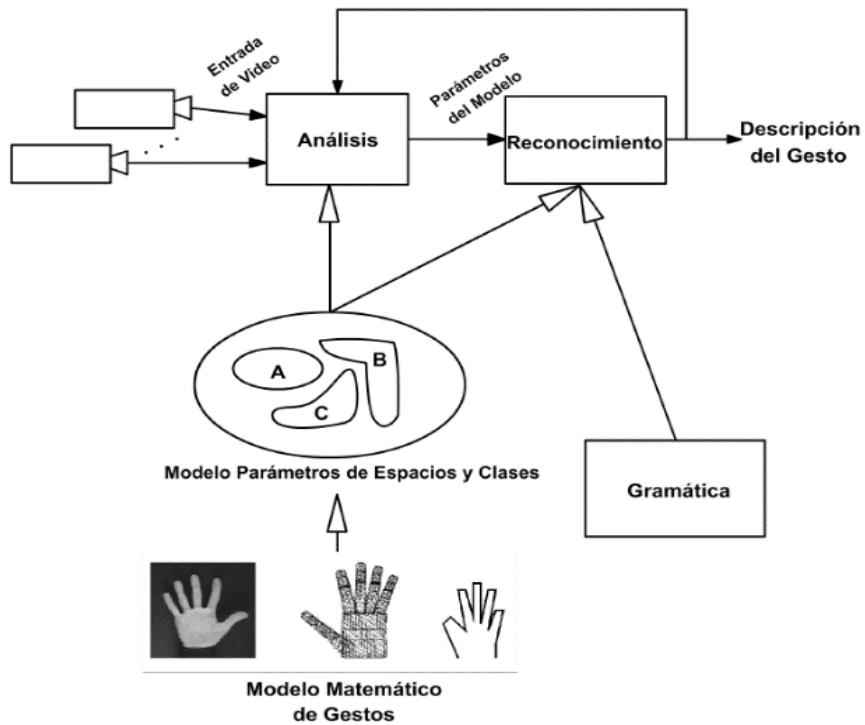 Entrada
de Video
Parámetros
del Modelo
Análisis
Reconocimiento
Descripción
del Gesto
A
B
C
Modelo Parámetros de Espacios y Clases
Gramática
Modelo Matemático
de Gestos